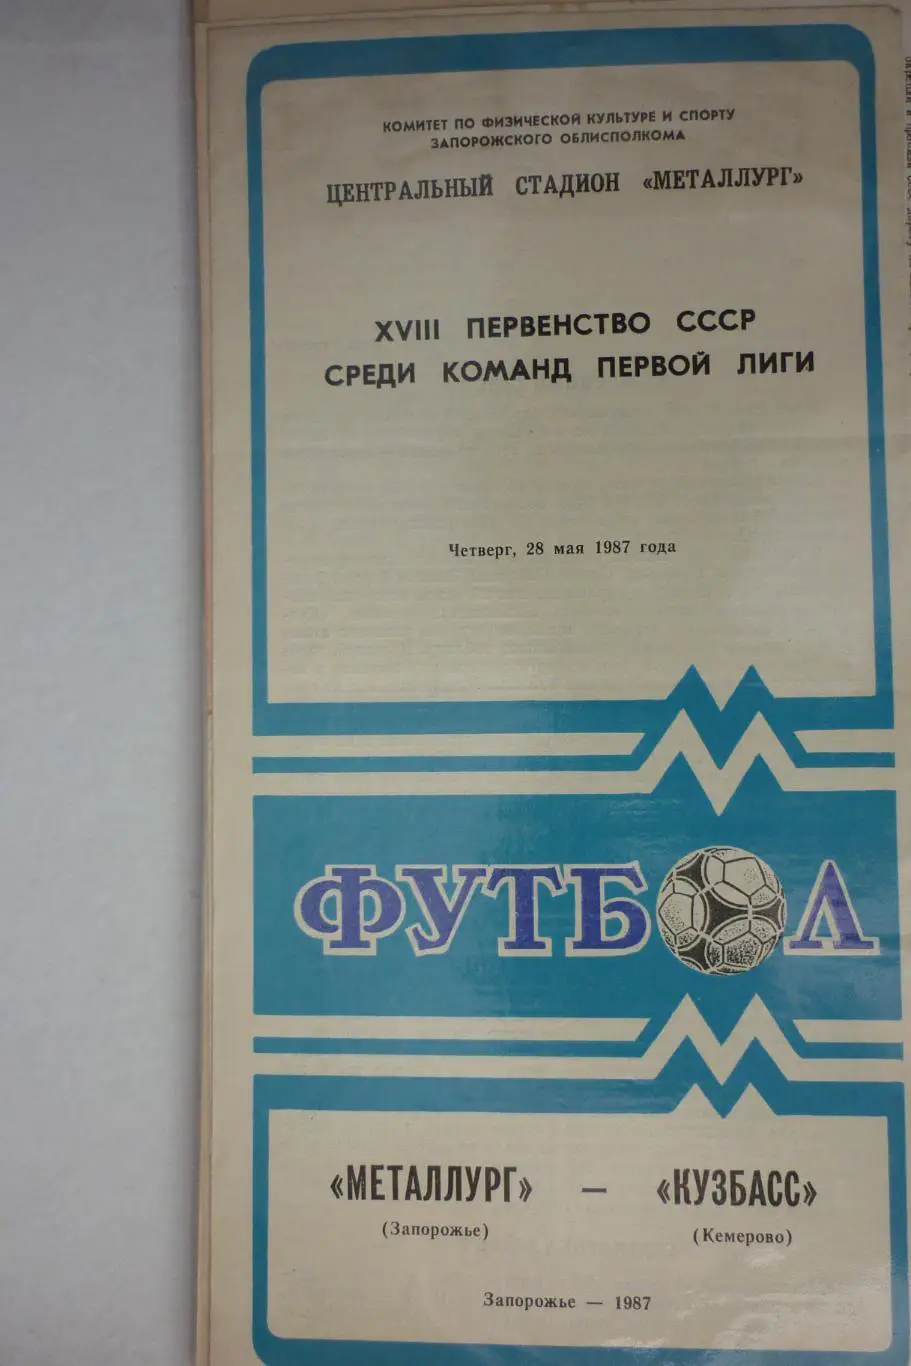 КОМИТЕТ ПО ФИЗИЧЕСКОЙ КУЛЬТУРЕ И СПОРТУ
ЗАПОРОЖСКОГО ОБЛИСПОЛКОМА
ЦЕНТРАЛЬНЫЙ СТАДИОН «МЕТАЛЛУРГ»
XVIII ПЕРВЕНСТВО СССР
СРЕДИ КОМАНД ПЕРВОЙ ЛИГИ
Четверг, 28 мая 1987 года
ФУТБОЛ
«МЕТАЛЛУРГ» — «КУЗБАСС»
(Запорожье) (Кемерово)
Запорожье — 1987